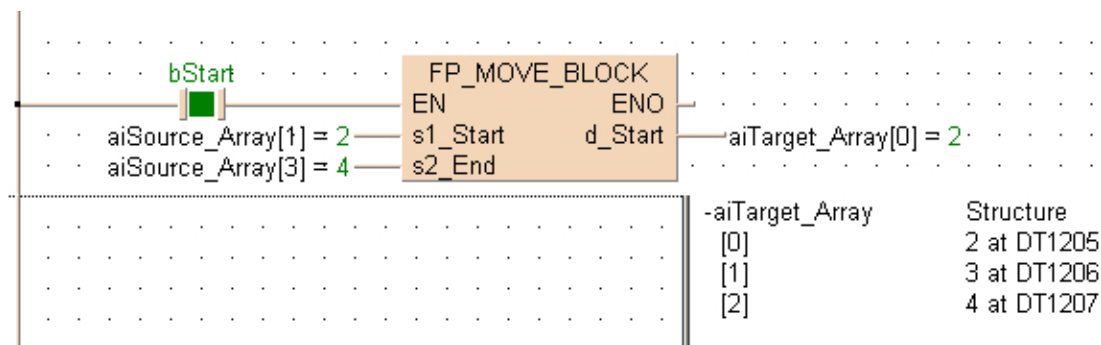 bStart FP_MOVE_BLOCK
EN ENO
aiSource_Array[1] = 2 s1_Start d_Start aiTarget_Array[0] = 2
aiSource_Array[3] = 4 s2_End
-aiTarget_Array Structure
[0] 2 at DT1205
[1] 3 at DT1206
[2] 4 at DT1207